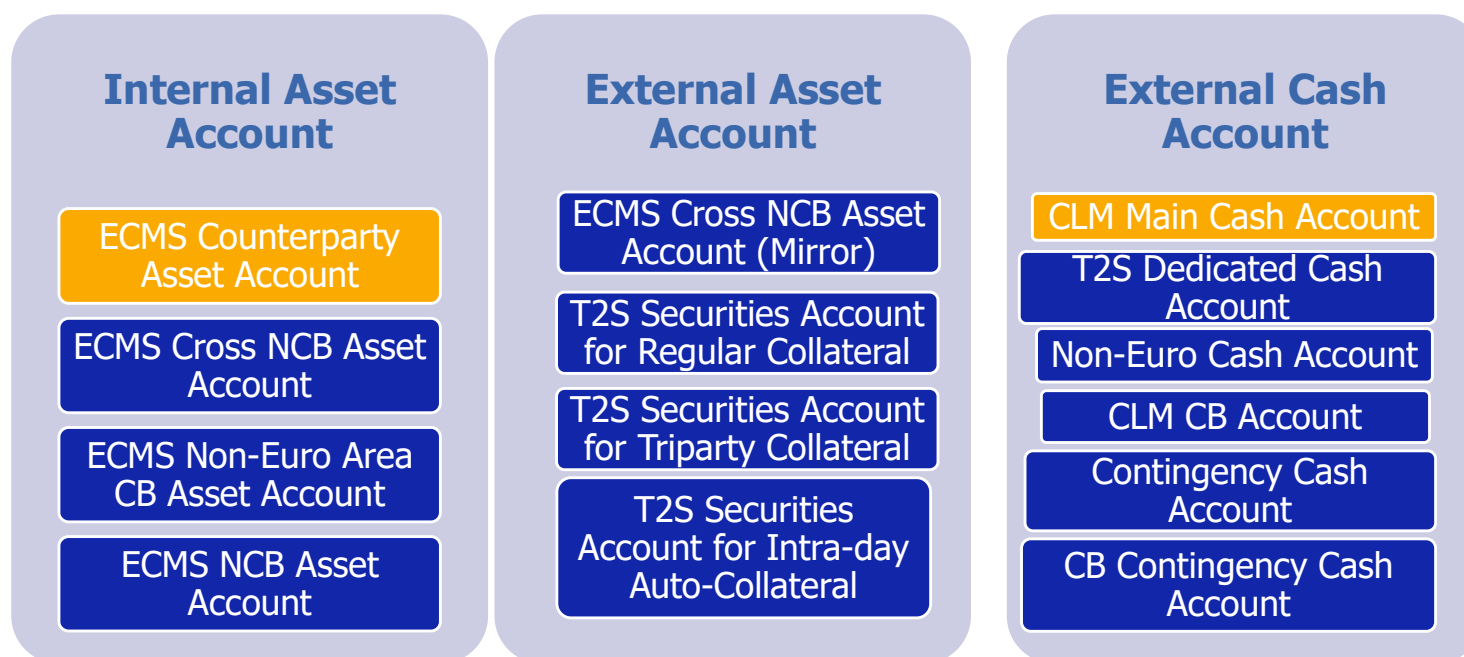 Internal Asset
Account
ECMS Counterparty
Asset Account
ECMS Cross NCB Asset
Account
ECMS Non-Euro Area
CB Asset Account
ECMS NCB Asset
Account
External Asset
Account
ECMS Cross NCB Asset
Account (Mirror)
T2S Securities Account
for Regular Collateral
T2S Securities Account
for Triparty Collateral
T2S Securities
Account for Intra-day
Auto-Collateral
External Cash
Account
CLM Main Cash Account
T2S Dedicated Cash
Account
Non-Euro Cash Account
CLM CB Account
Contingency Cash
Account
CB Contingency Cash
Account